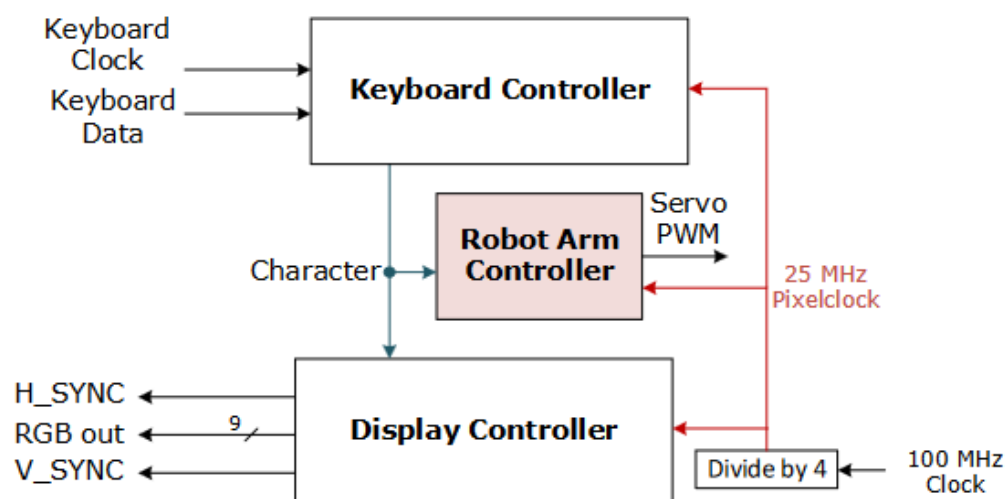 Keyboard
Clock
Keyboard
Data
Keyboard Controller
Servo
PWM
Robot Arm
Controller
Character
25 MHz
Pixelclock
H_SYNC
RGB out
9
V_SYNC
Display Controller
Divide by 4
100 MHz
Clock